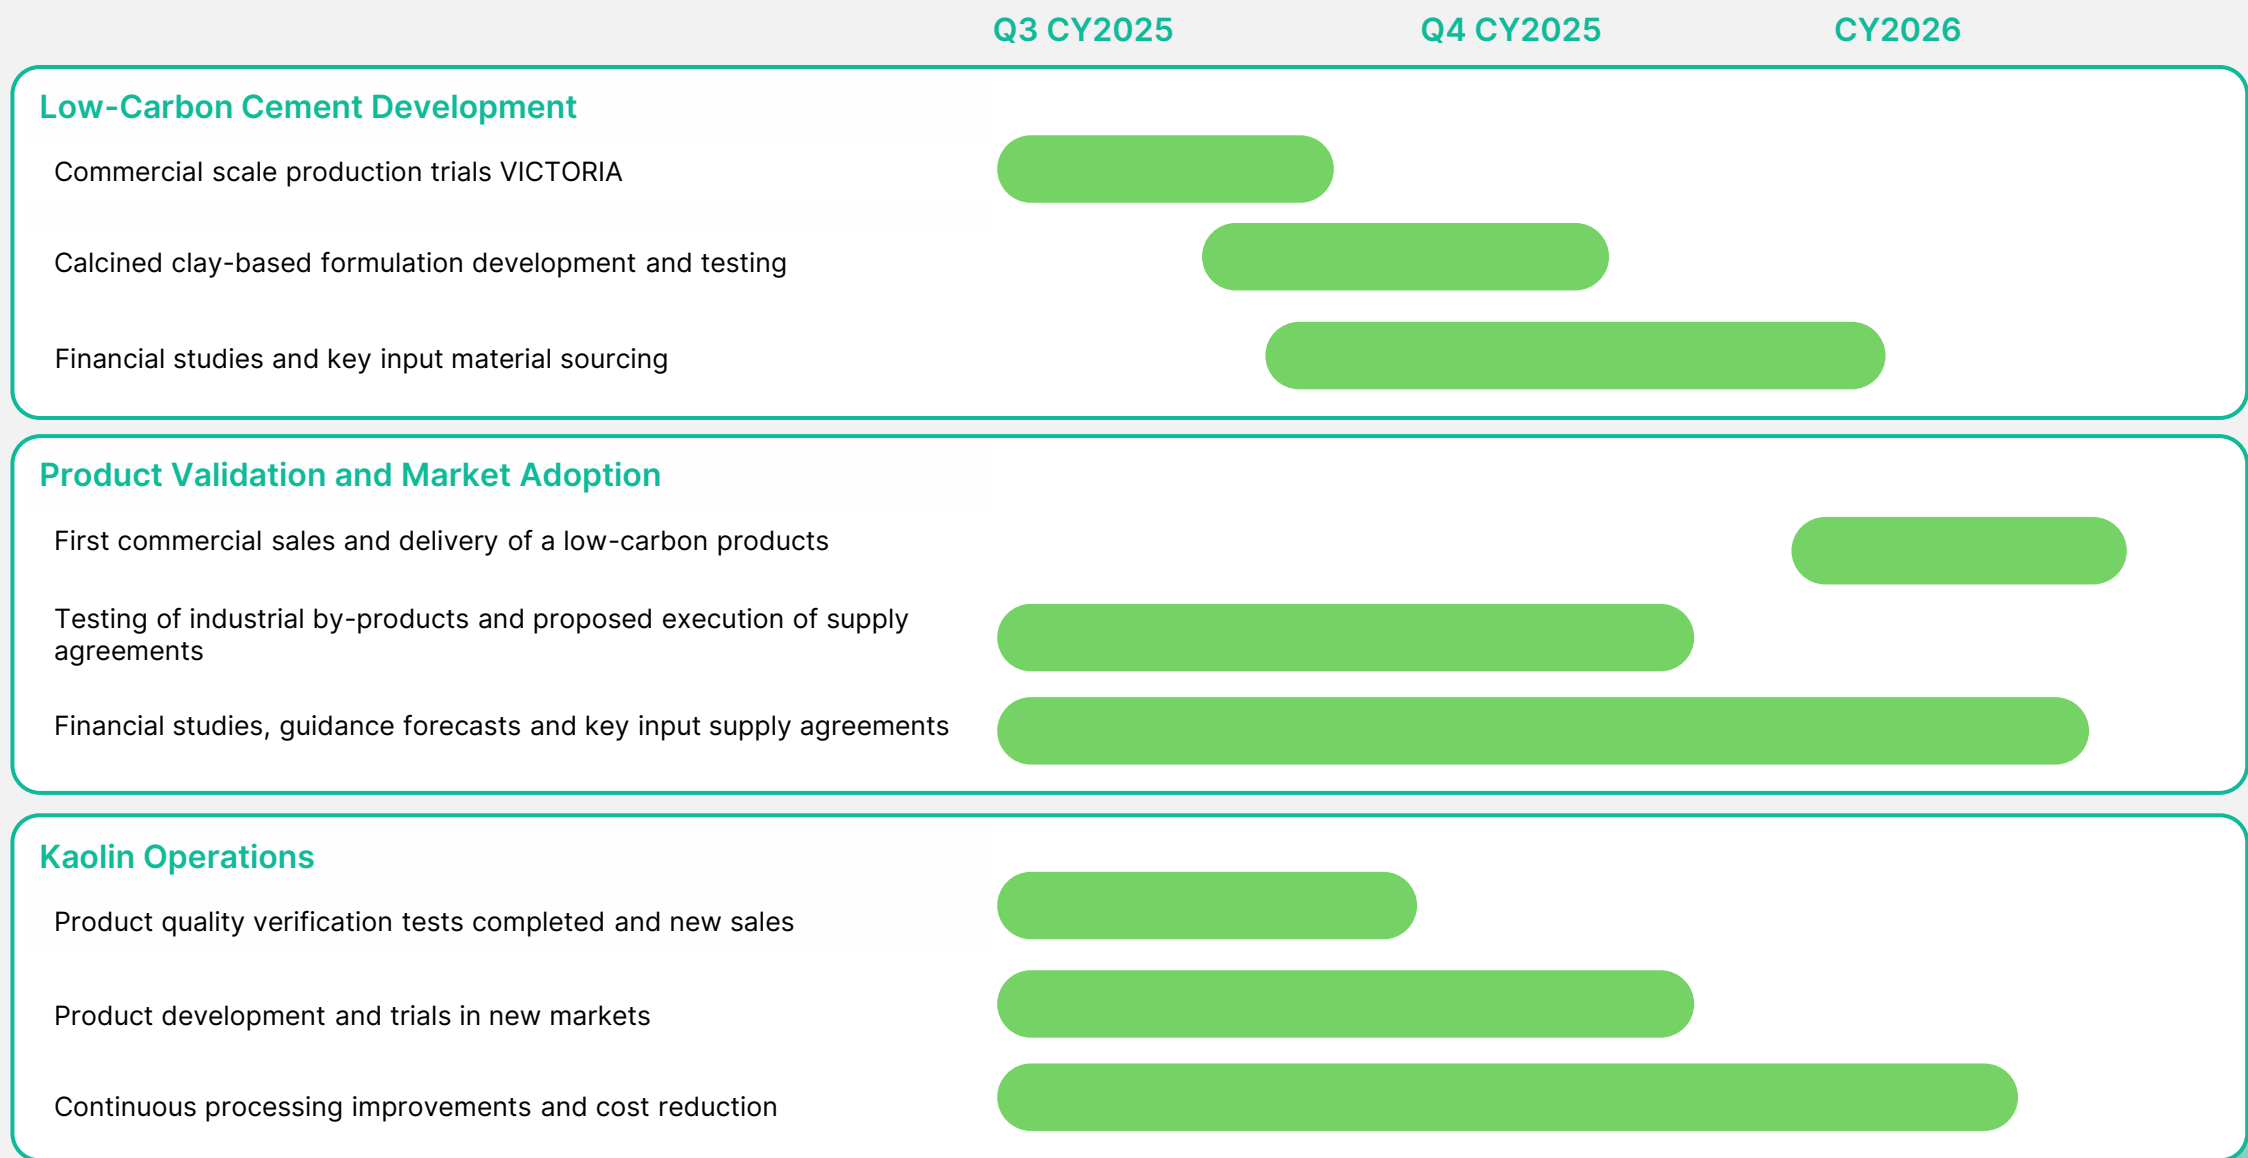 Q3 CY2025 Q4 CY2025 CY2026
Low-Carbon Cement Development
Commercial scale production trials VICTORIA
Calcined clay-based formulation development and testing
Financial studies and key input material sourcing
Product Validation and Market Adoption
First commercial sales and delivery of a low-carbon products
Testing of industrial by-products and proposed execution of supply
agreements
Financial studies, guidance forecasts and key input supply agreements
Kaolin Operations
Product quality verification tests completed and new sales
Product development and trials in new markets
Continuous processing improvements and cost reduction